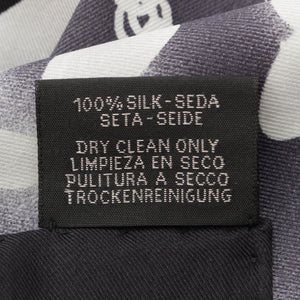 100% SILK-SEDA
SETA-SEIDE
DRY CLEAN ONLY
LIMPIEZA EN SECO
PULITURA A SECCO
TROCKENREINIGUNG